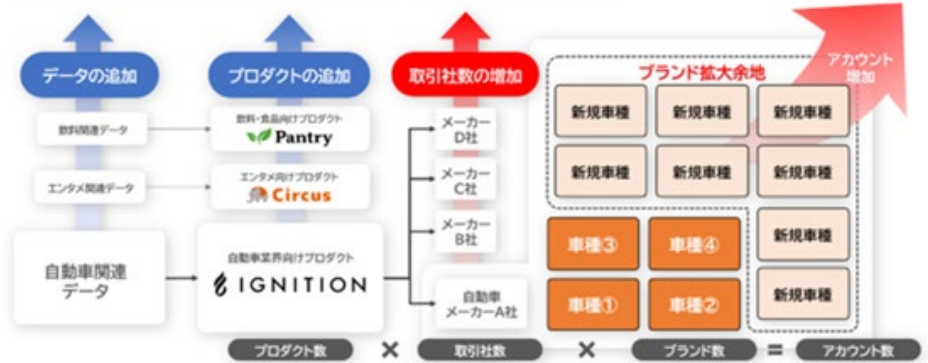 データの追加
プロダクトの追加
取引社数の増加
ブランド拡大余地
アカウント
増加
飲料関連データ
飲料・食品向けプロダクト
Pantry
メーカー
D社
新規車種
新規車種
新規車種
エンタメ関連データ
エンタメ向けプロダクト
Circus
メーカー
C社
新規車種
新規車種
新規車種
メーカー
B社
車種③
車種④
新規車種
自動車関連
データ
自動車業界向けプロダクト
IGNITION
自動車
メーカーA社
車種①
車種②
新規車種
プロダクト数
×
取引社数
×
ブランド数
=
アカウント数